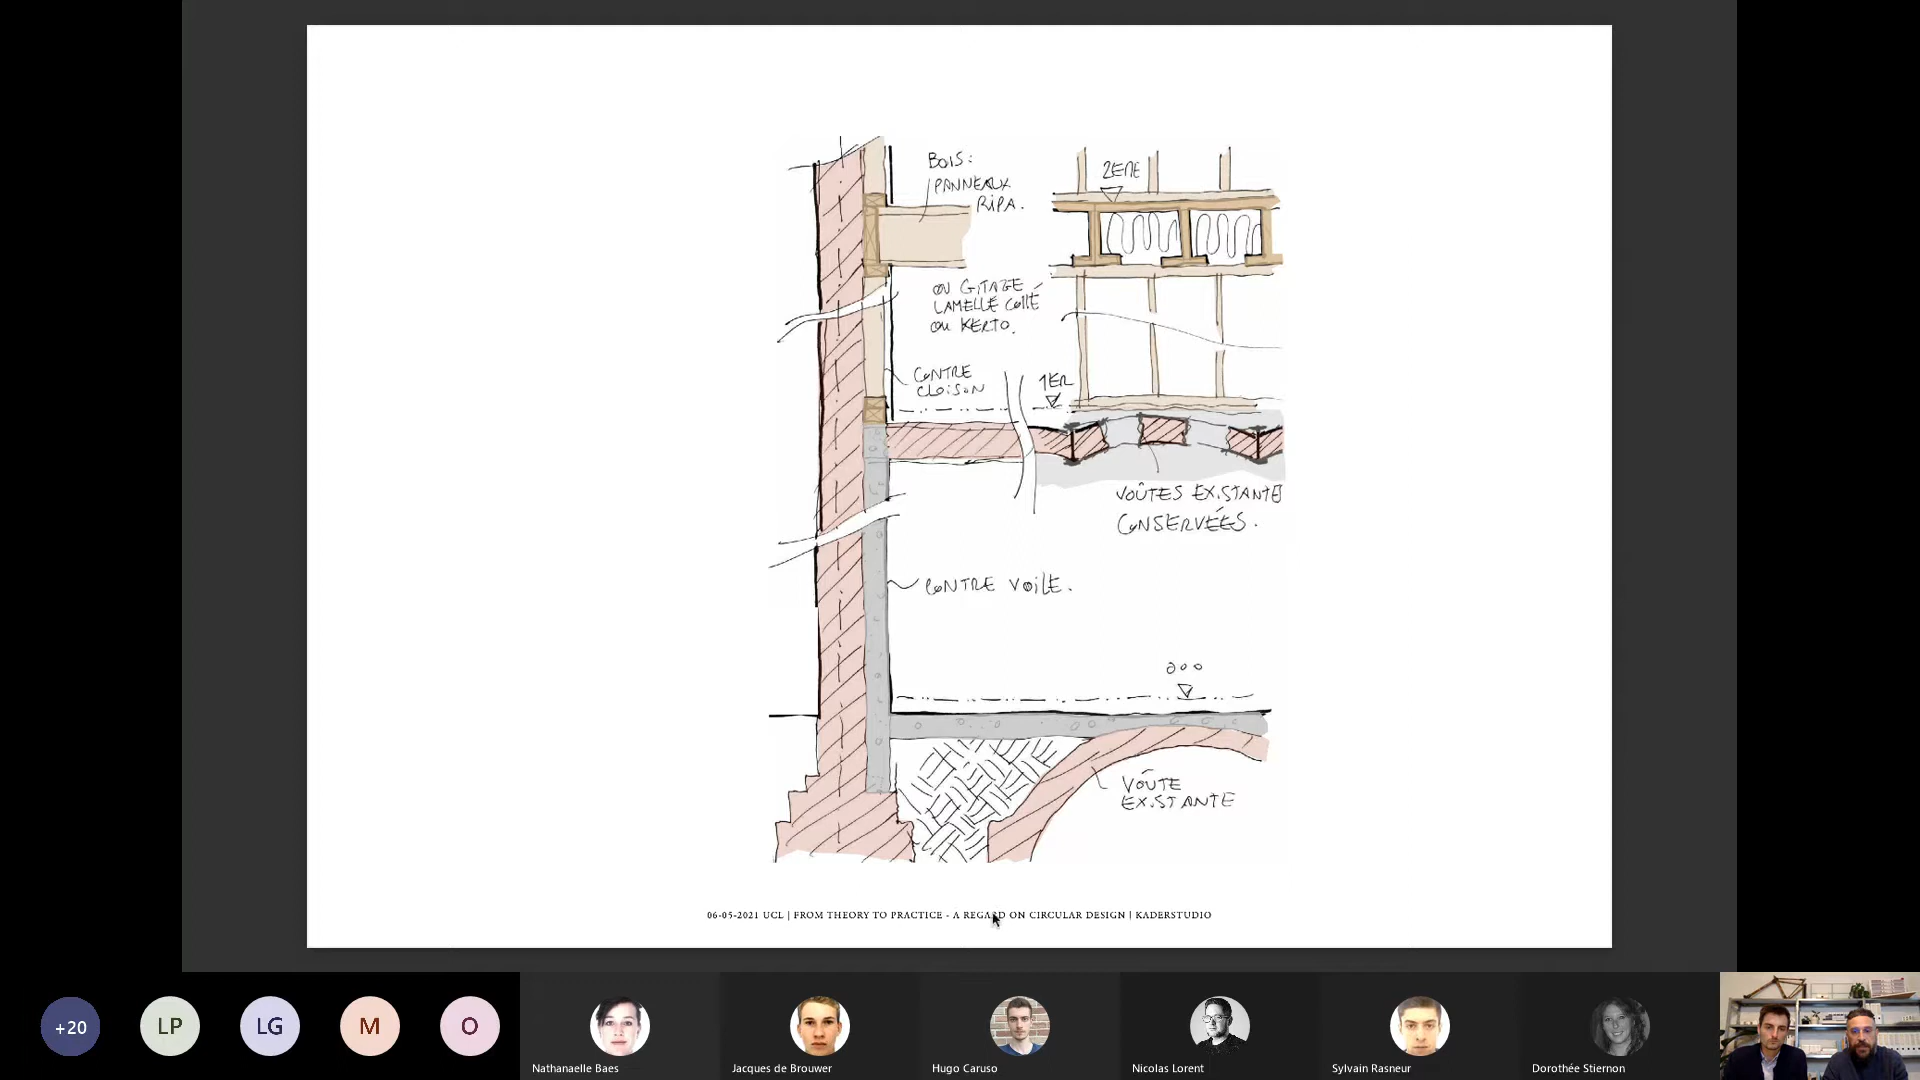 BOIS:
PANNEAUX
RIPA.
2EME
OU GITAGE
LAMELLÉ COLLÉ
OU KERTO.
CONTRE
CLOISON
1ER
VOÛTES EXISTANTES
CONSERVÉES.
CONTRE VOILE.
000
VOÛTE
EXISTANTE
06-05-2021 UCL | FROM THEORY TO PRACTICE - A REGARD ON CIRCULAR DESIGN | KADERSTUDIO
+20
LP
LG
M
O
Nathanaelle Baes
Jacques de Brouwer
Hugo Caruso
Nicolas Lorent
Sylvain Rasneur
Dorothée Stiernon